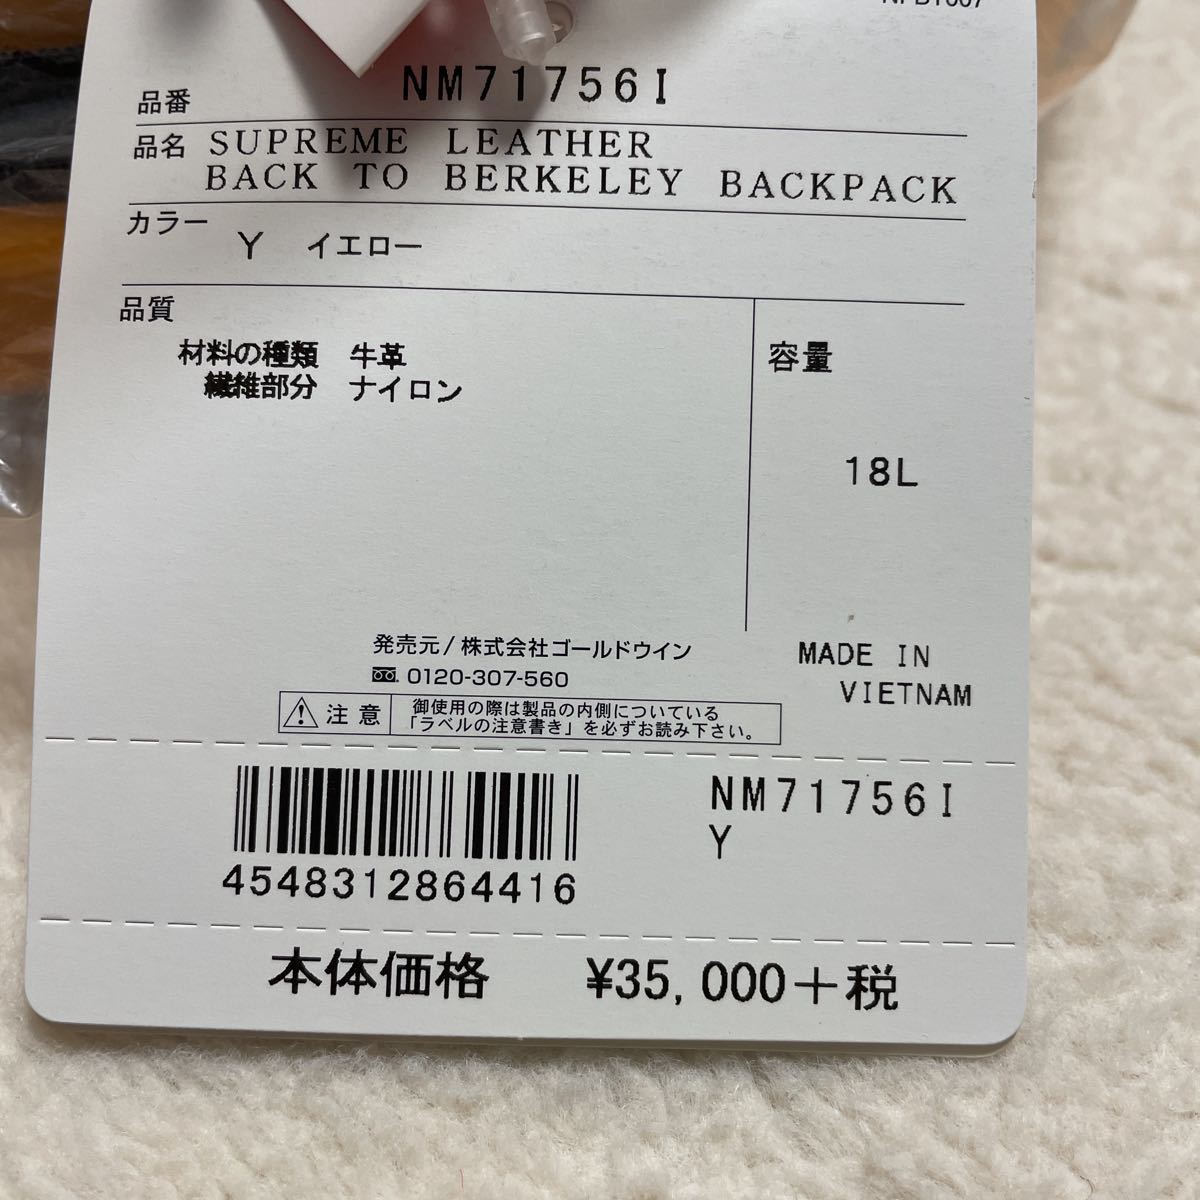 品番 NM71756I
品名 SUPREME LEATHER
BACK TO BERKELEY BACKPACK
カラー
Y イエロー
品質
材料の種類 牛革
繊維部分 ナイロン
容量
18L
発売元/株式会社ゴールドウイン
0120-307-560
MADE IN
VIETNAM
注意
御使用の際は製品の内側についている
「ラベルの注意書き」を必ずお読み下さい。
NM71756I
Y
4548312864416
本体価格 ¥35,000+税